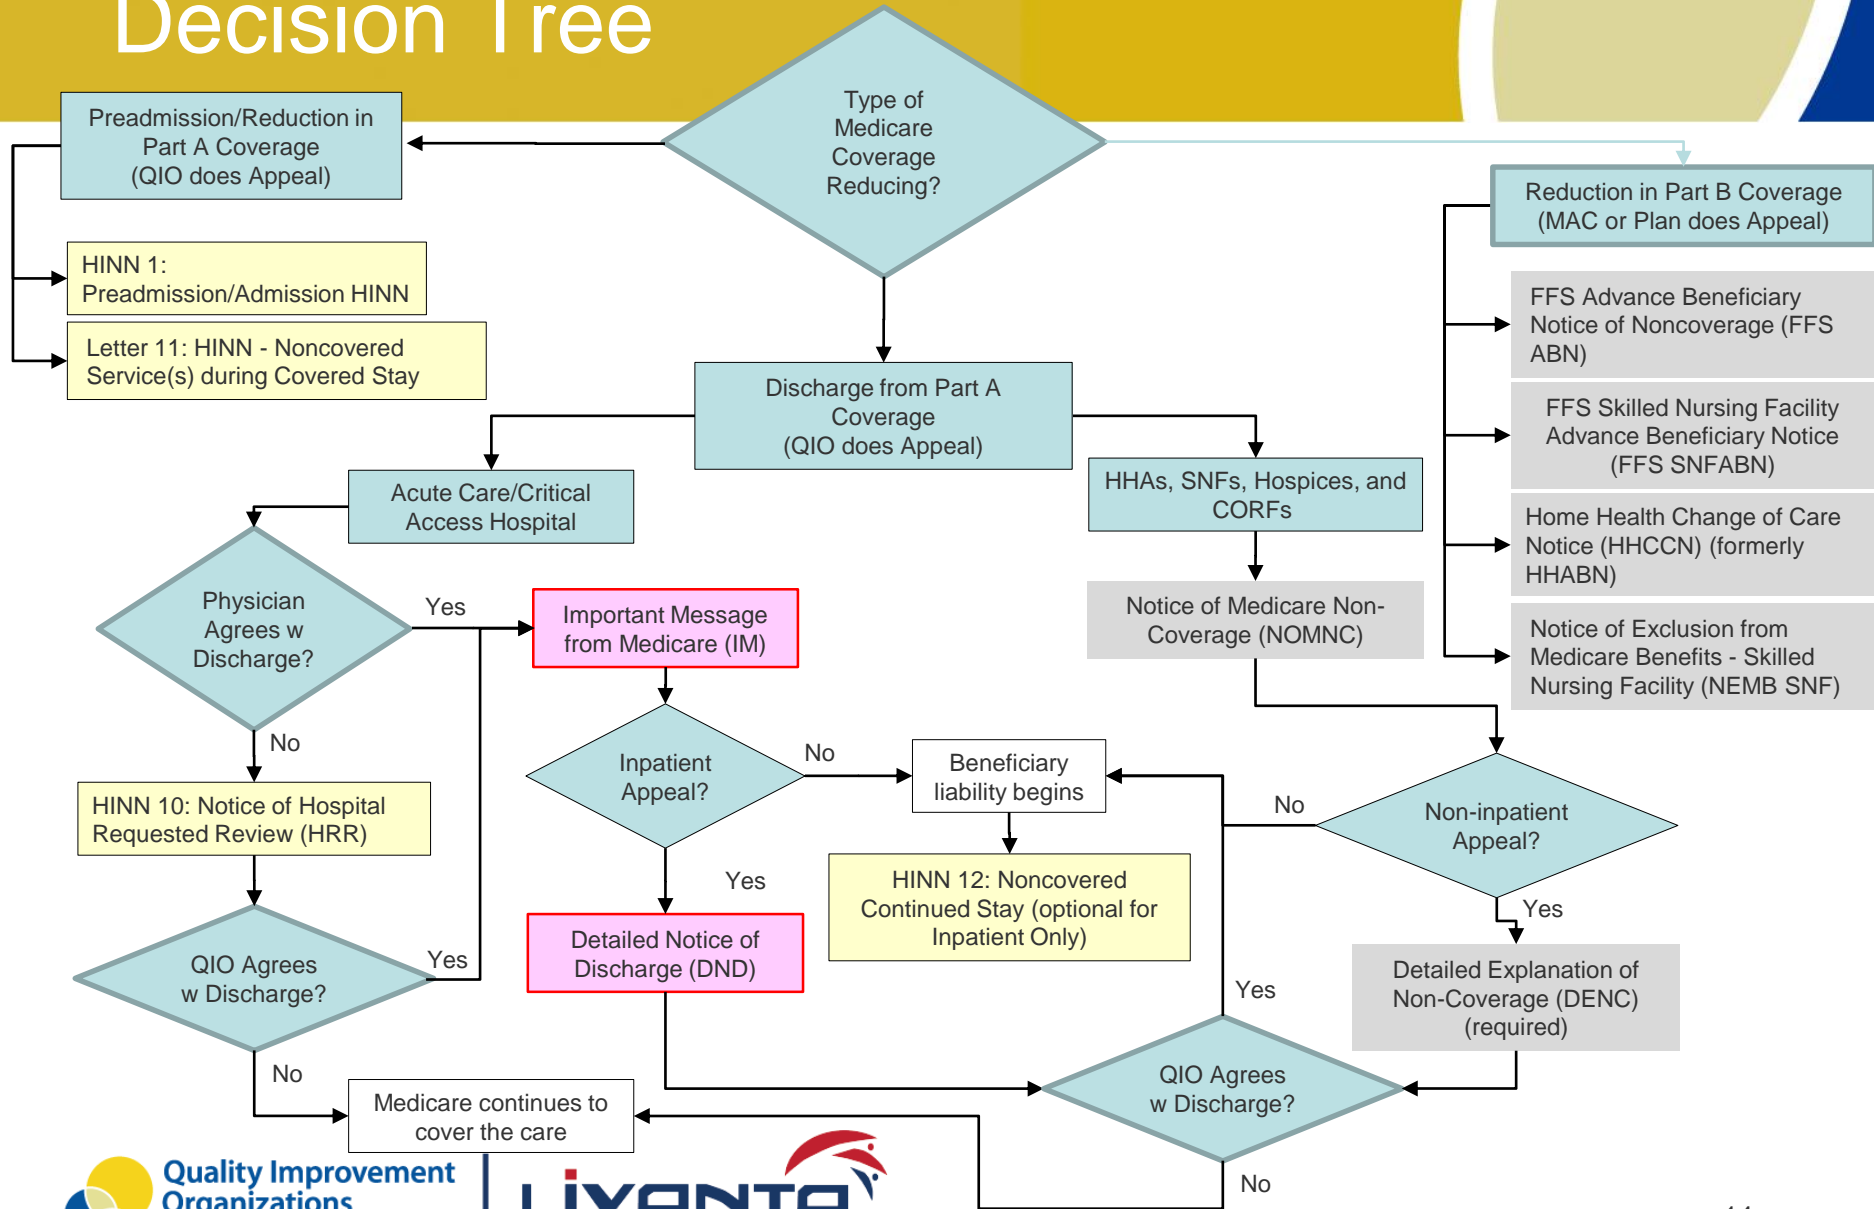 Decision Tree
Type of
Medicare
Coverage
Reducing?
Preadmission/Reduction in
Part A Coverage
(QIO does Appeal)
HINN 1:
Preadmission/Admission HINN
Letter 11: HINN - Noncovered
Service(s) during Covered Stay
Reduction in Part B Coverage
(MAC or Plan does Appeal)
FFS Advance Beneficiary
Notice of Noncoverage (FFS
ABN)
FFS Skilled Nursing Facility
Advance Beneficiary Notice
(FFS SNFABN)
Home Health Change of Care
Notice (HHCCN) (formerly
HHABN)
Notice of Exclusion from
Medicare Benefits - Skilled
Nursing Facility (NEMB SNF)
Discharge from Part A
Coverage
(QIO does Appeal)
Acute Care/Critical
Access Hospital
HHAs, SNFs, Hospices, and
CORFs
Physician
Agrees w
Discharge?
Yes
Important Message
from Medicare (IM)
Notice of Medicare Non-
Coverage (NOMNC)
No
HINN 10: Notice of Hospital
Requested Review (HRR)
Inpatient
Appeal?
No
Beneficiary
liability begins
No
Non-inpatient
Appeal?
Yes
HINN 12: Noncovered
Continued Stay (optional for
Inpatient Only)
Yes
QIO Agrees
w Discharge?
Yes
Detailed Notice of
Discharge (DND)
Detailed Explanation of
Non-Coverage (DENC)
(required)
Yes
QIO Agrees
w Discharge?
No
Medicare continues to
cover the care
No
Quality Improvement
Organizations
LIVANTA